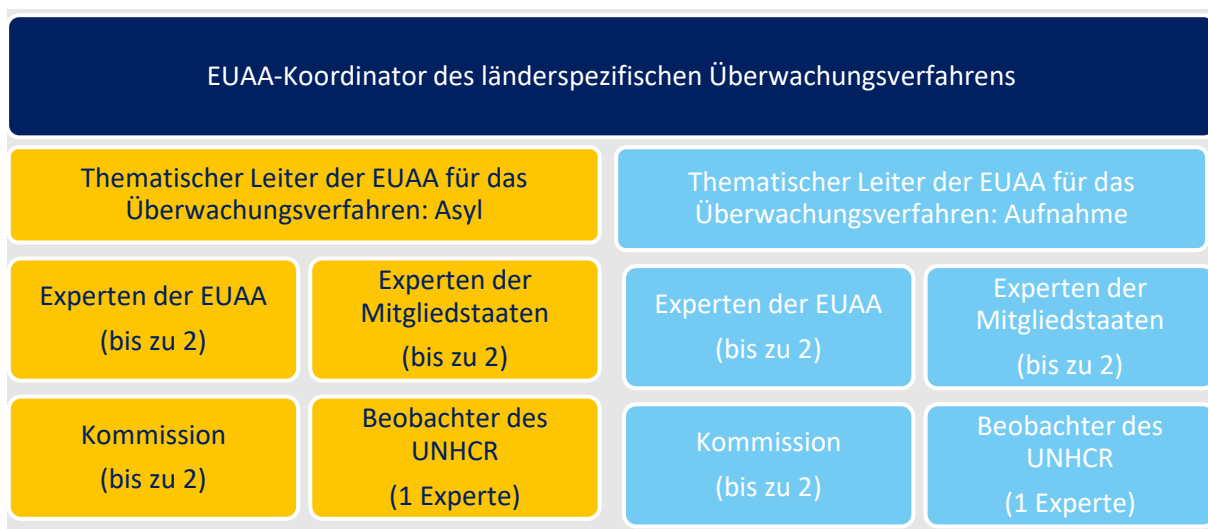 EUAA-Koordinator des länderspezifischen Überwachungsverfahrens
Thematischer Leiter der EUAA für das
Überwachungsverfahren: Asyl
Thematischer Leiter der EUAA für das
Überwachungsverfahren: Aufnahme
Experten der EUAA
(bis zu 2)
Experten der
Mitgliedstaaten
(bis zu 2)
Experten der EUAA
(bis zu 2)
Experten der
Mitgliedstaaten
(bis zu 2)
Kommission
(bis zu 2)
Beobachter des
UNHCR
(1 Experte)
Kommission
(bis zu 2)
Beobachter des
UNHCR
(1 Experte)